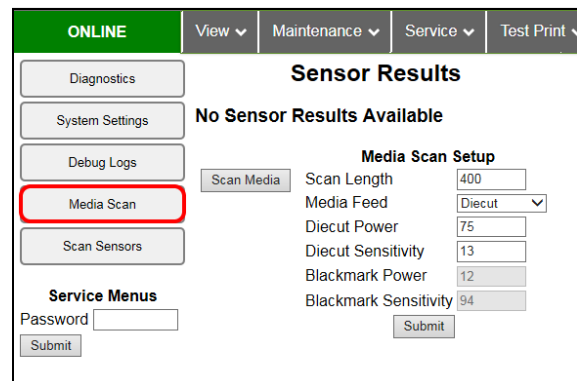 ONLINE View Maintenance Service Test Print
Diagnostics
System Settings
Debug Logs
Media Scan
Scan Sensors
Service Menus
Password
Submit
Sensor Results
No Sensor Results Available
Media Scan Setup
Scan Media
Scan Length 400
Media Feed Diecut
Diecut Power 75
Diecut Sensitivity 13
Blackmark Power 12
Blackmark Sensitivity 94
Submit